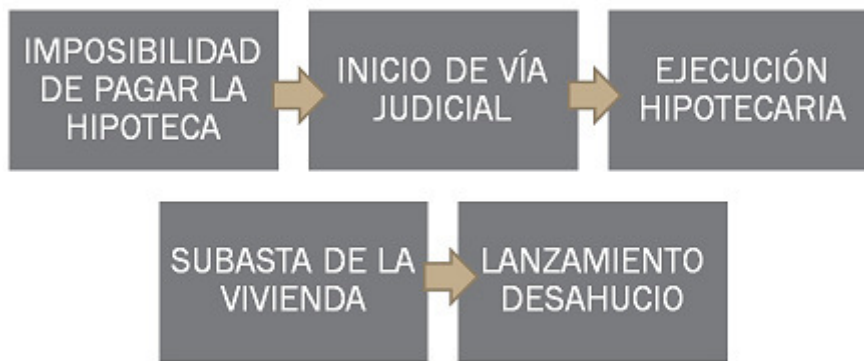 IMPOSIBILIDAD
DE PAGAR LA
HIPOTECA
INICIO DE VÍA
JUDICIAL
EJECUCIÓN
HIPOTECARIA
SUBASTA DE LA
VIVIENDA
LANZAMIENTO
DESAHUCIO